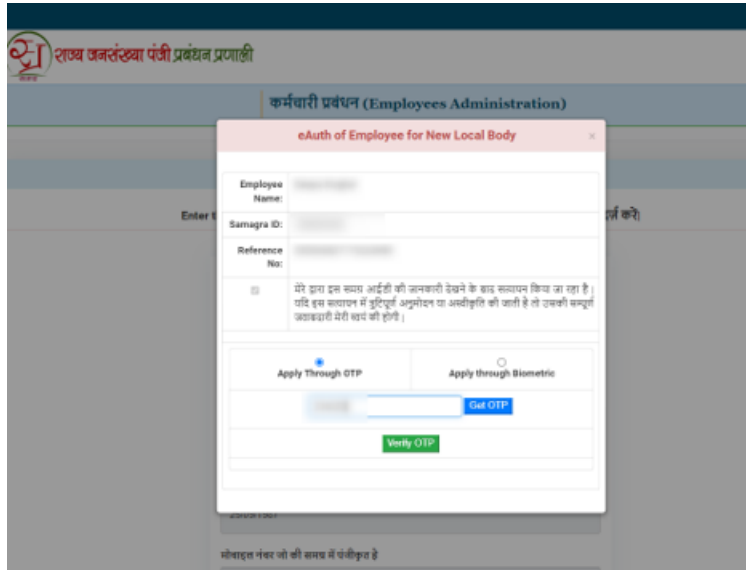 राज्य जनसंख्या पंजी प्रबंधन प्रणाली
कर्मचारी प्रबंधन (Employees Administration)
eAuth of Employee for New Local Body ×
Employee Name:
Enter
र्ज करें|
Samagra ID:
Reference No:
मेरे द्वारा इस समग्र आईडी की जानकारी देखने के बाद सत्यापन किया जा रहा है |
यदि इस सत्यापन में त्रुटिपूर्ण अनुमोदन या अस्वीकृति की जाती है तो उसकी सम्पूर्ण
जवाबदारी मेरी स्वयं की होगी |
Apply Through OTP
Apply through Biometric
Get OTP
Verify OTP
मोबाइल नंबर जो की समग्र में पंजीकृत है